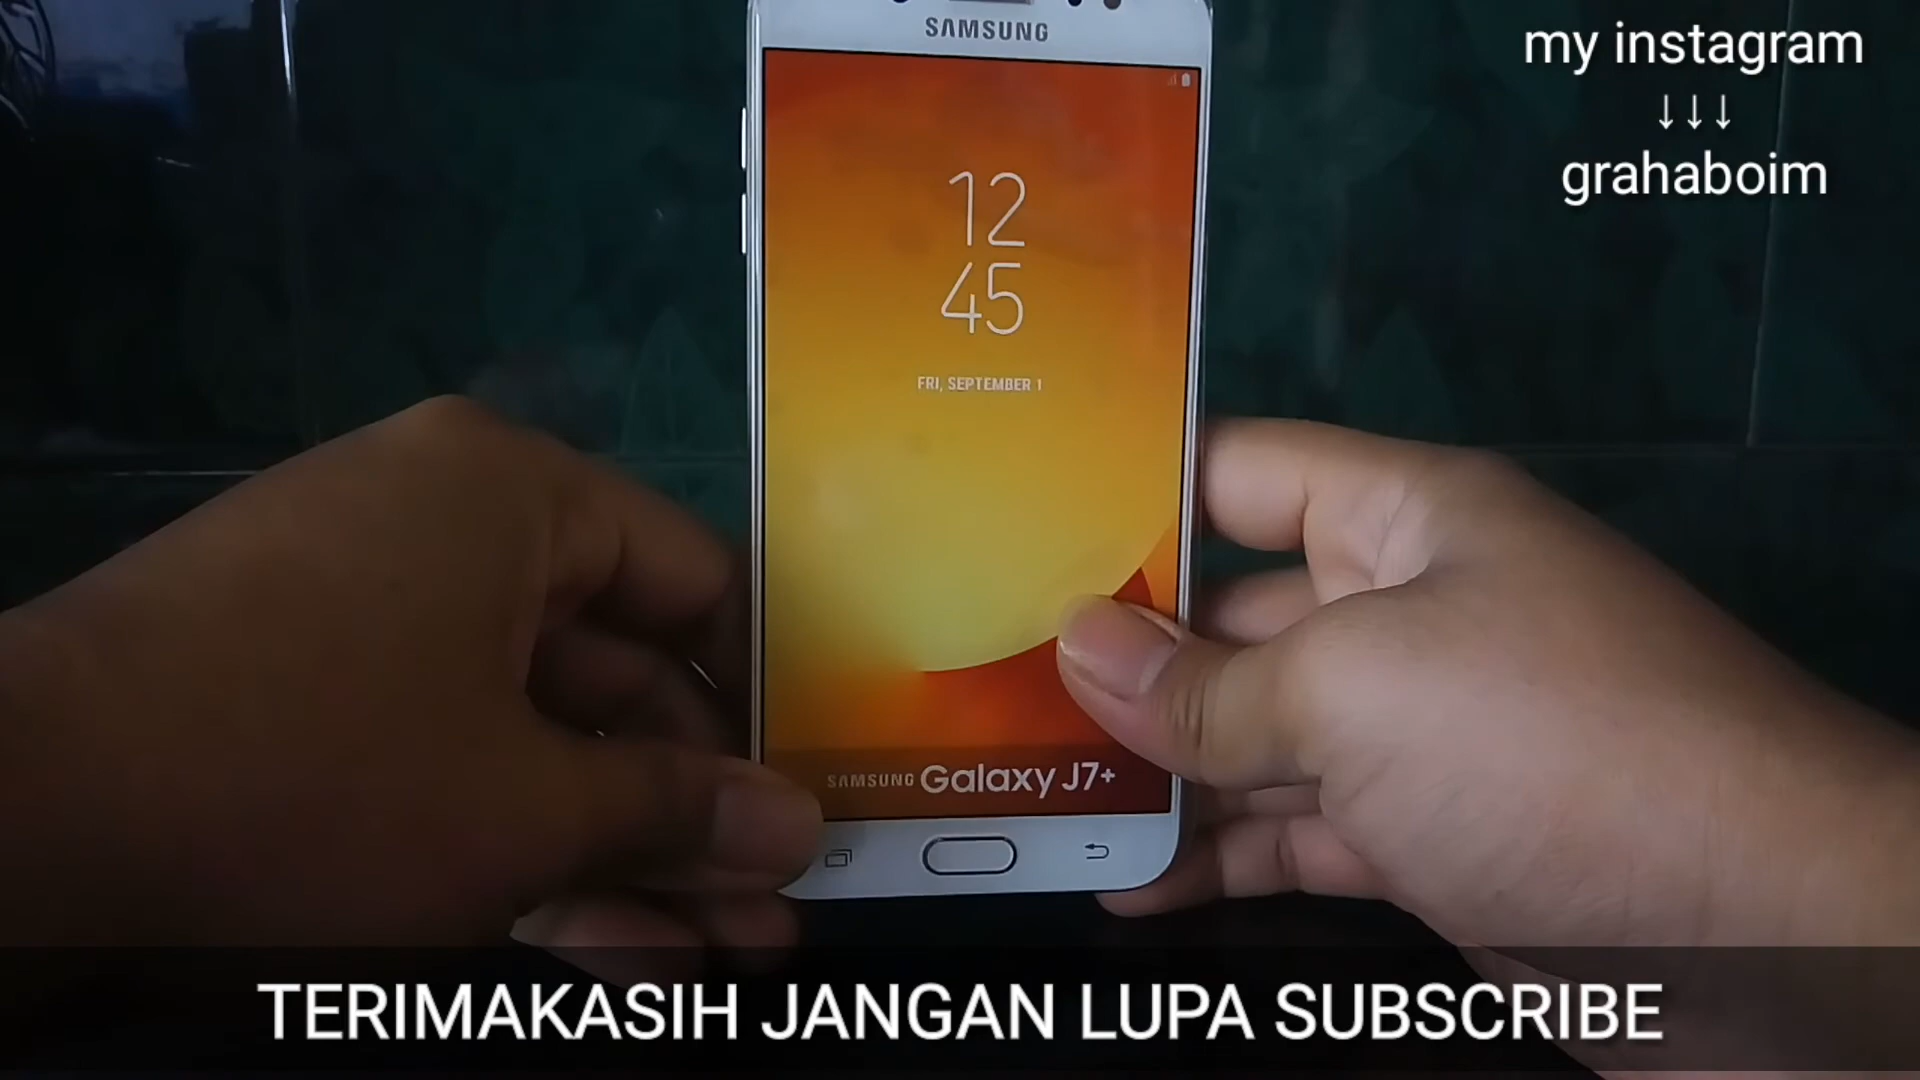 SAMSUNG
my instagram
↓↓↓
grahaboim
12
45
FRI, SEPTEMBER 1
SAMSUNG Galaxy J7+
TERIMAKASIH JANGAN LUPA SUBSCRIBE